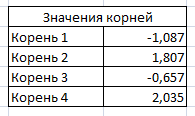 Значения корней
Корень 1 -1,087
Корень 2 1,807
Корень 3 -0,657
Корень 4 2,035